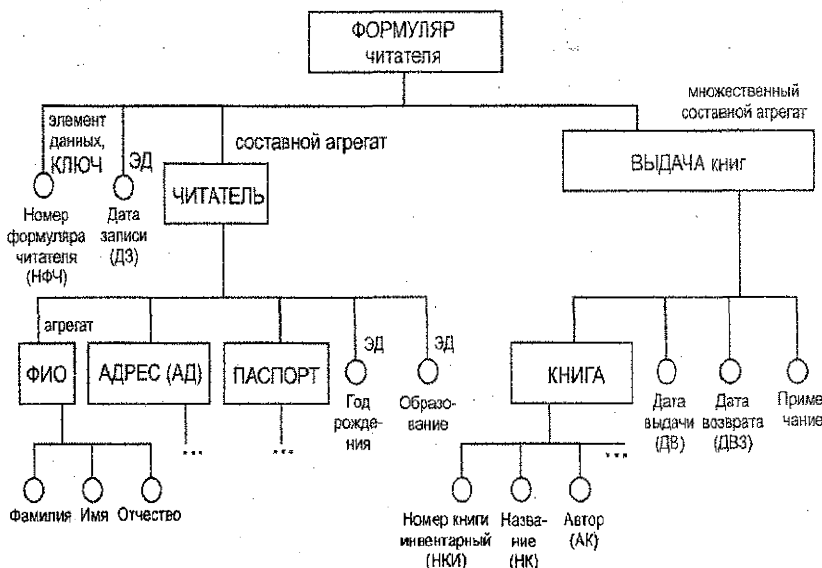 ФОРМУЛЯР
читателя
множественный
составной агрегат
элемент
данных,
КЛЮЧ
ЭД
составной агрегат
ЧИТАТЕЛЬ
ВЫДАЧА книг
Номер
формуляра
читателя
(НФЧ)
Дата
записи
(ДЗ)
агрегат
ФИО
АДРЕС (АД)
ПАСПОРТ
ЭД
ЭД
КНИГА
Год
рожде-
ния
Образо-
вание
Дата
выдачи
(ДВ)
Дата
возврата
(ДВЗ)
Приме
чание
...
...
...
Фамилия
Имя
Отчество
Номер книги
инвентарный
(НКИ)
Назва-
ние
(НК)
Автор
(АК)